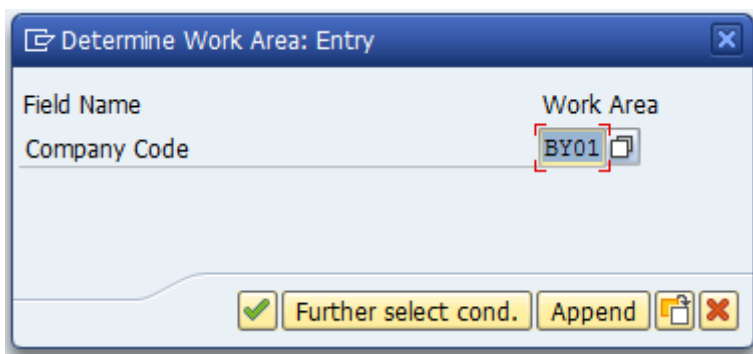 Determine Work Area: Entry
Field Name Work Area
Company Code BY01
Further select cond. Append